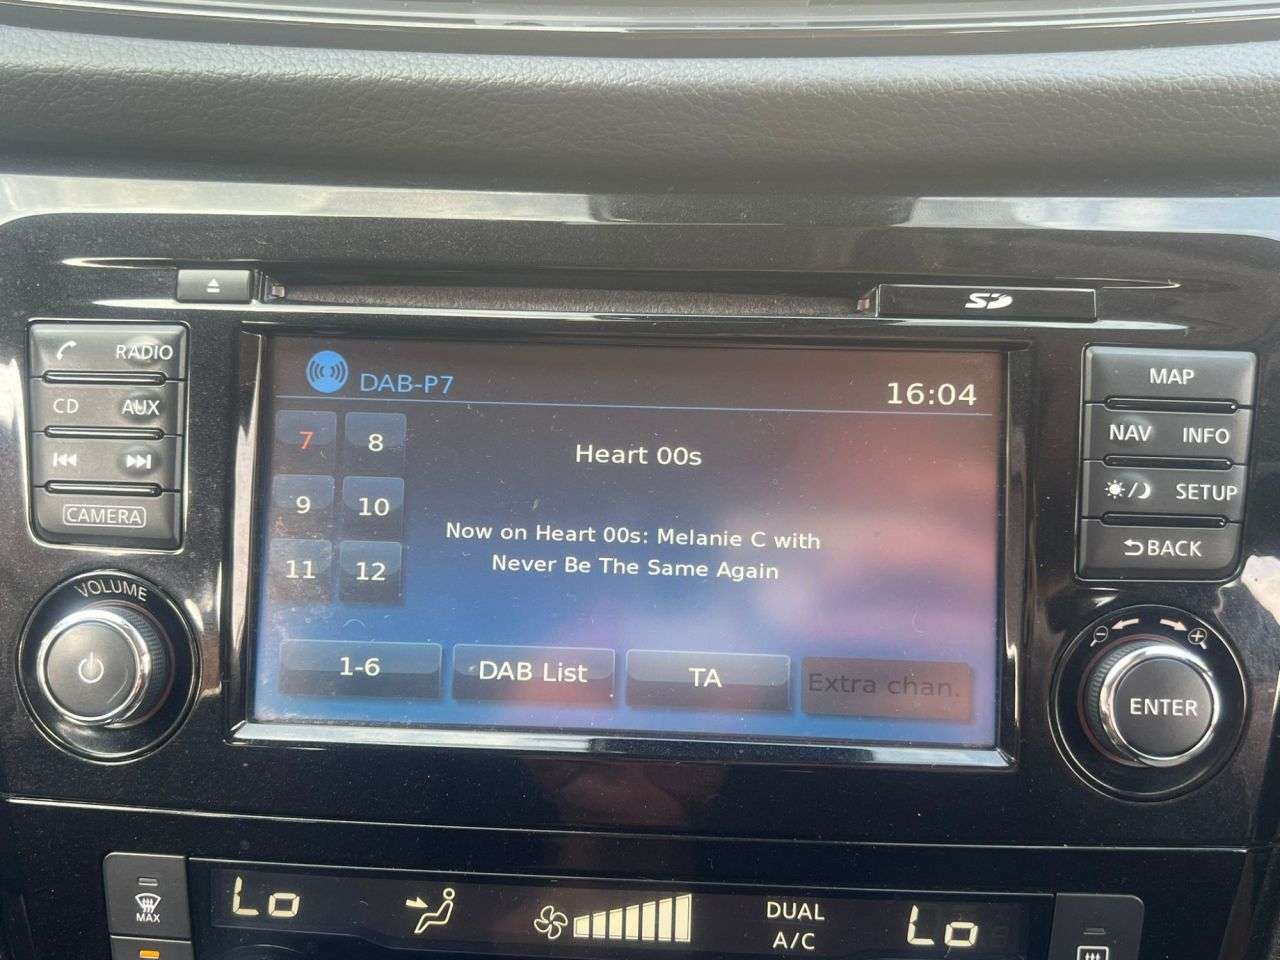 SD
RADIO
CD AUX
CAMERA
VOLUME
DAB-P7
16:04
7 8
Heart 00s
9 10
Now on Heart 00s: Melanie C with
Never Be The Same Again
11 12
1-6 DAB List TA Extra chan.
MAP
NAV INFO
SETUP
BACK
ENTER
MAX
Lo
DUAL
A/C
Lo